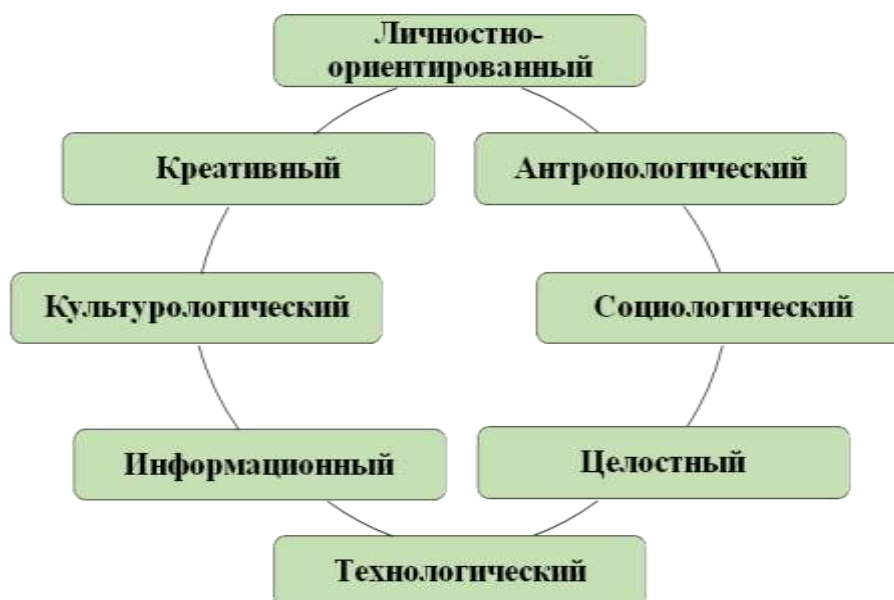 Личностно-
ориентированный
Креативный
Антропологический
Культурологический
Социологический
Информационный
Целостный
Технологический